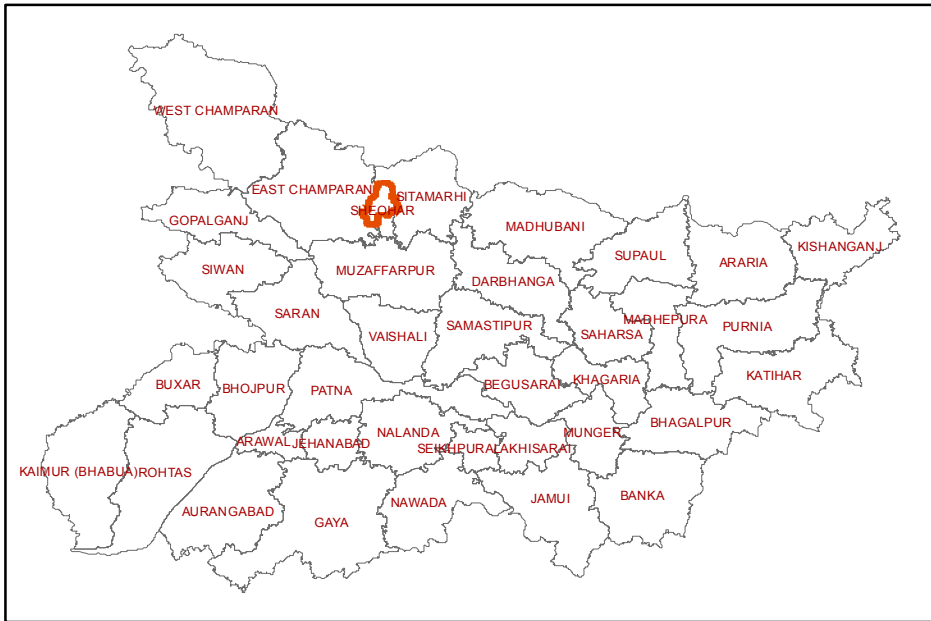 WEST CHAMPARAN
EAST CHAMPARAN
SITAMARHI
SHEOHAR
GOPALGANJ
MADHUBANI
KISHANGANJ
SUPAUL
ARARIA
SIWAN
MUZAFFARPUR
DARBHANGA
SARAN
MADHEPURA
PURNIA
VAISHALI
SAMASTIPUR
SAHARSA
KATIHAR
BUXAR
BHOJPUR
PATNA
BEGUSARAI
KHAGARIA
BHAGALPUR
ARAWAL
JEHANABAD
NALANDA
SEIKHPURA
LAKHISARAI
MUNGER
KAIMUR (BHABUA)
ROHTAS
AURANGABAD
GAYA
NAWADA
JAMUI
BANKA